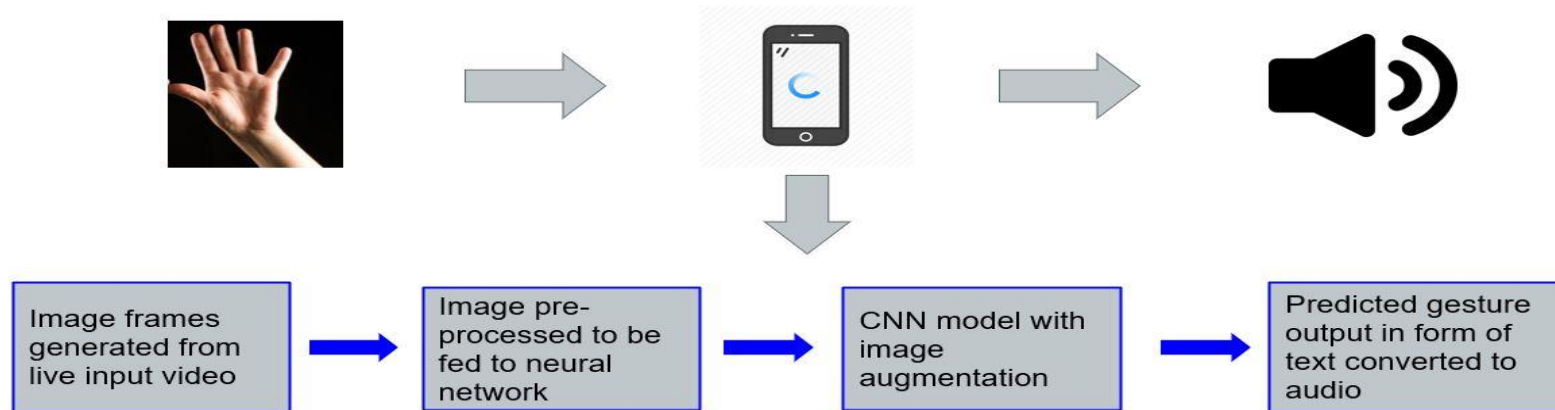 Image frames
generated from
live input video
Image pre-
processed to be
fed to neural
network
CNN model with
image
augmentation
Predicted gesture
output in form of
text converted to
audio